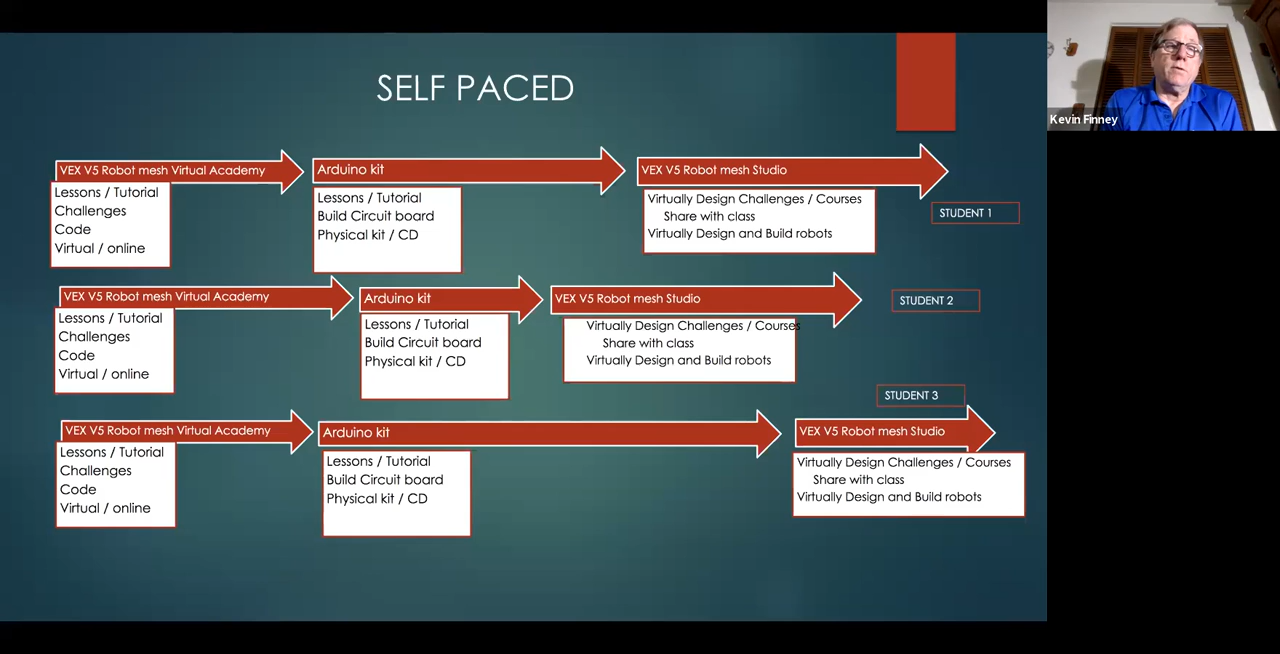 SELF PACED
Kevin Finney
VEX V5 Robot mesh Virtual Academy
Lessons / Tutorial
Challenges
Code
Virtual / online
Arduino kit
Lessons / Tutorial
Build Circuit board
Physical kit / CD
VEX V5 Robot mesh Studio
Virtually Design Challenges / Courses
Share with class
Virtually Design and Build robots
STUDENT 1
VEX V5 Robot mesh Virtual Academy
Lessons / Tutorial
Challenges
Code
Virtual / online
Arduino kit
Lessons / Tutorial
Build Circuit board
Physical kit / CD
VEX V5 Robot mesh Studio
Virtually Design Challenges / Courses
Share with class
Virtually Design and Build robots
STUDENT 2
VEX V5 Robot mesh Virtual Academy
Lessons / Tutorial
Challenges
Code
Virtual / online
Arduino kit
Lessons / Tutorial
Build Circuit board
Physical kit / CD
STUDENT 3
VEX V5 Robot mesh Studio
Virtually Design Challenges / Courses
Share with class
Virtually Design and Build robots